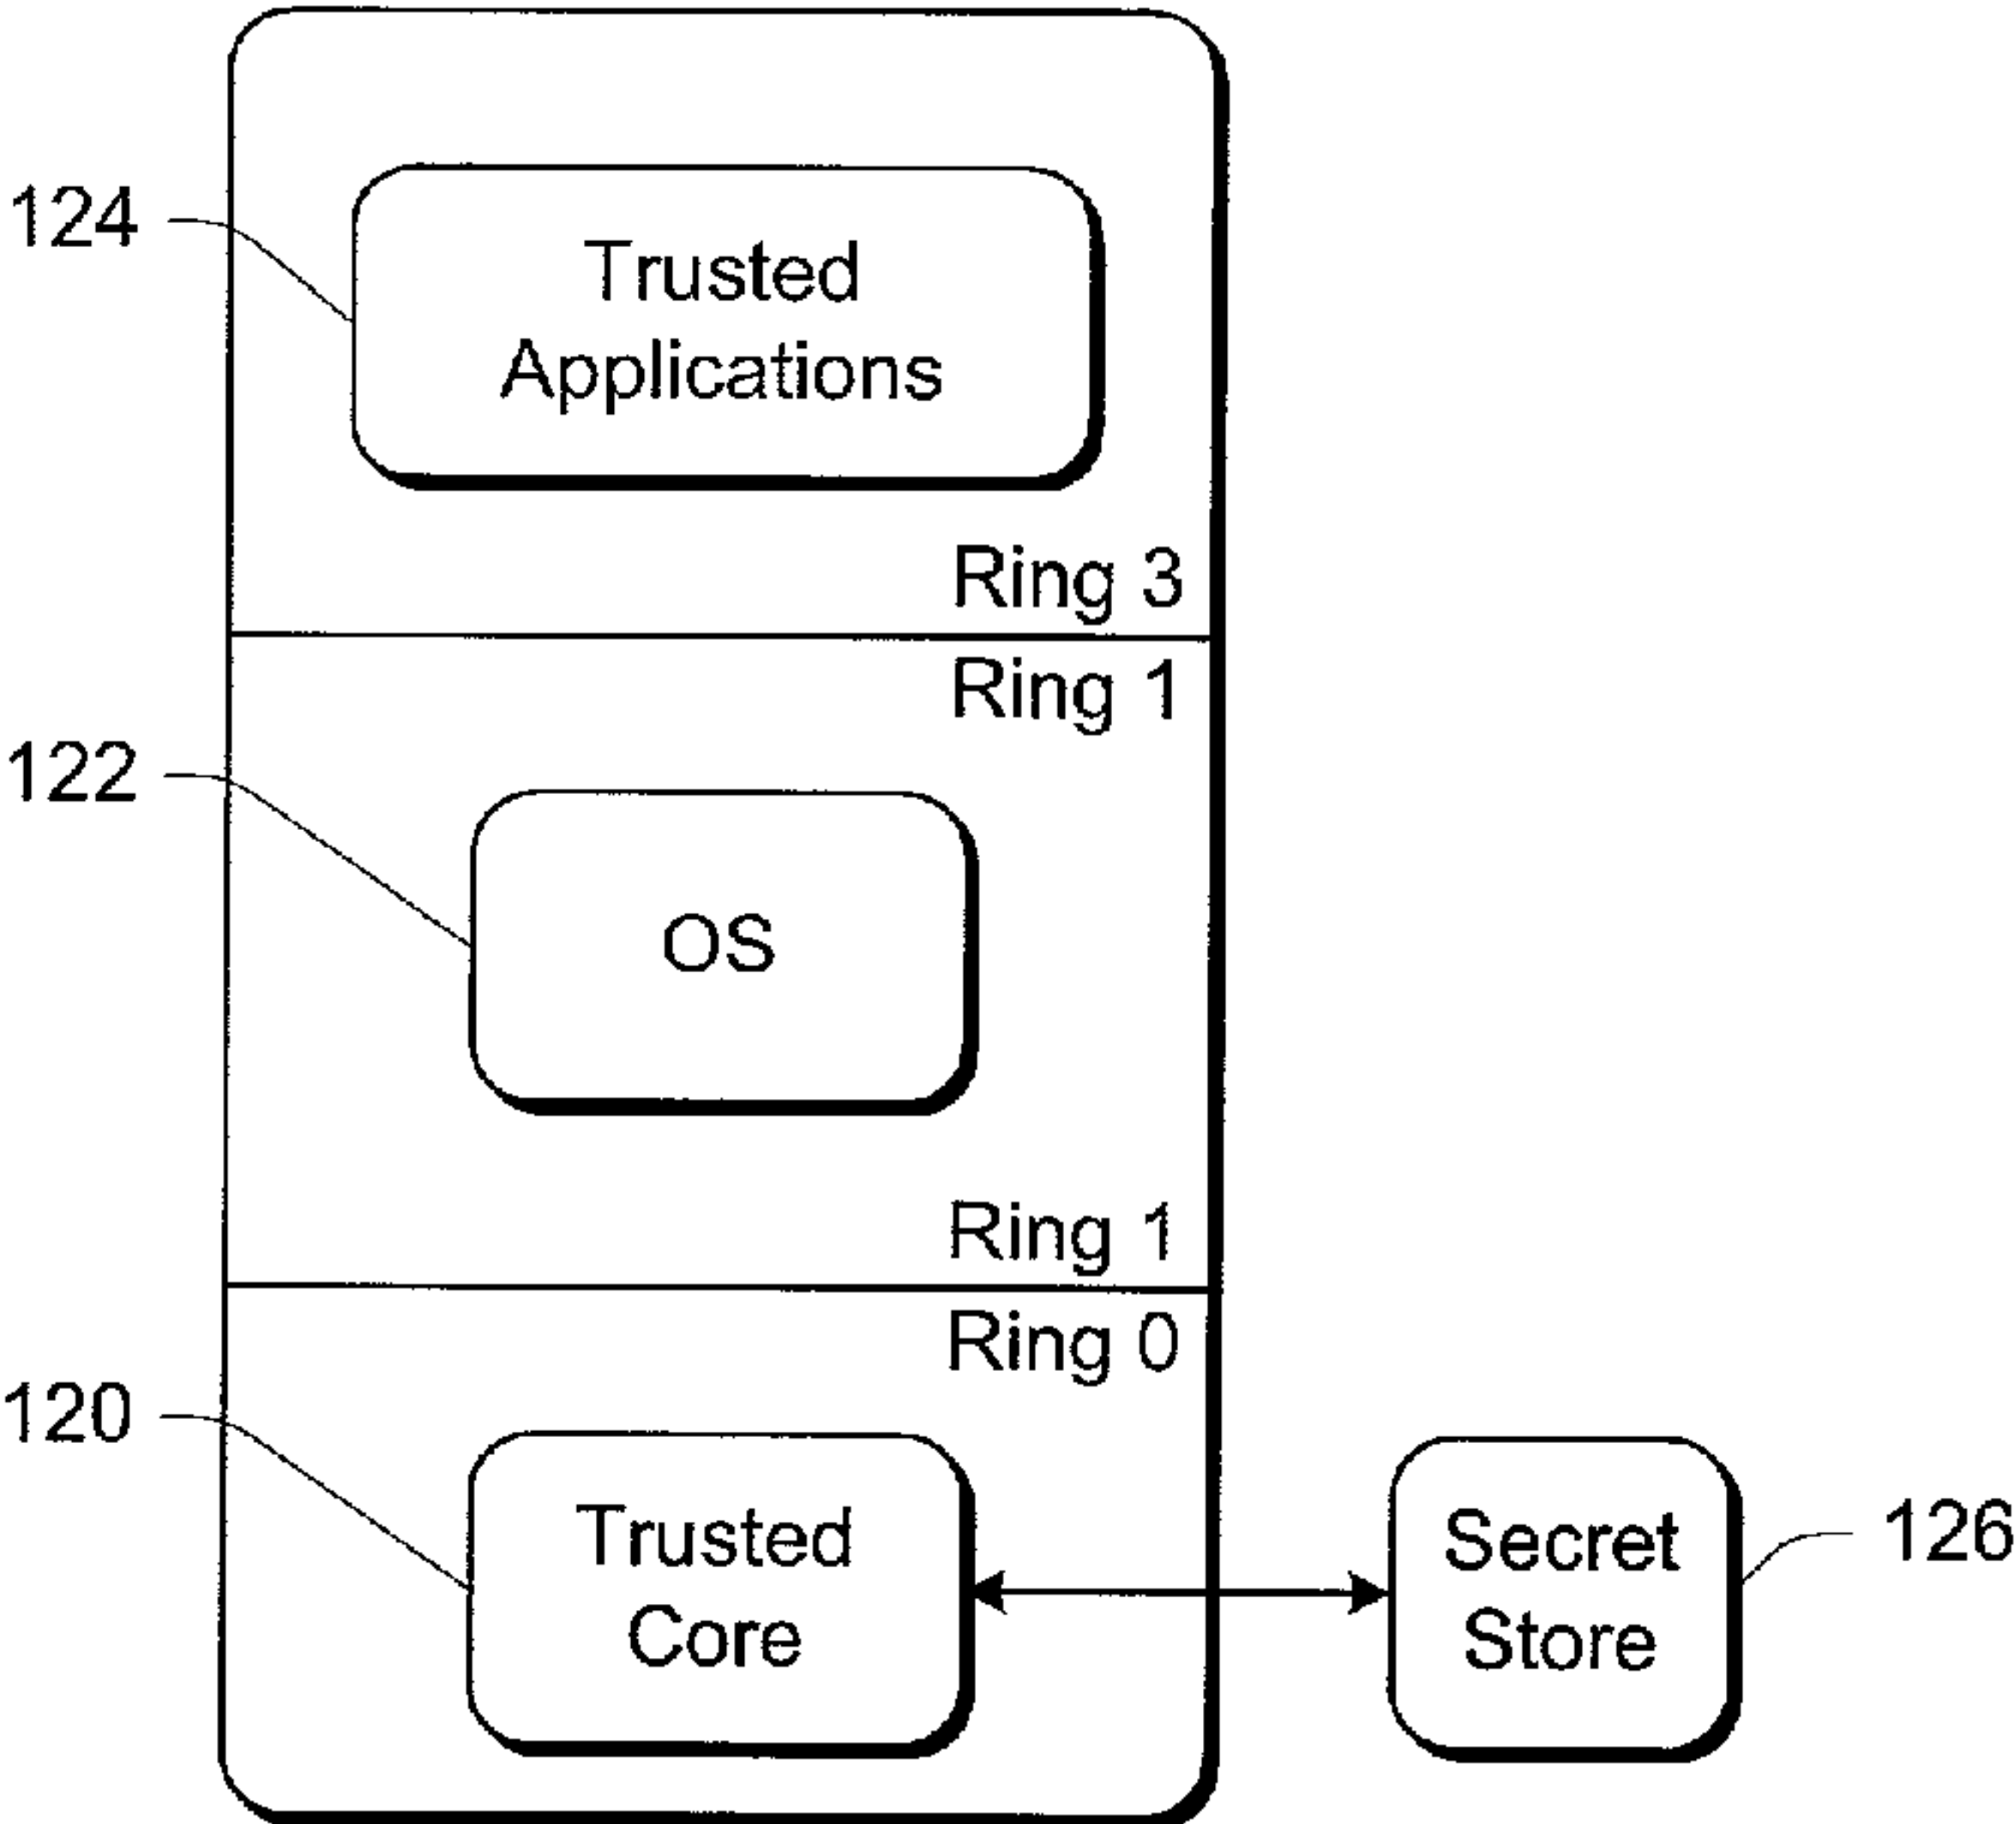 124
Trusted
Applications
Ring 3
Ring 1
122
OS
Ring 1
Ring 0
120
Trusted
Core
Secret
Store
126